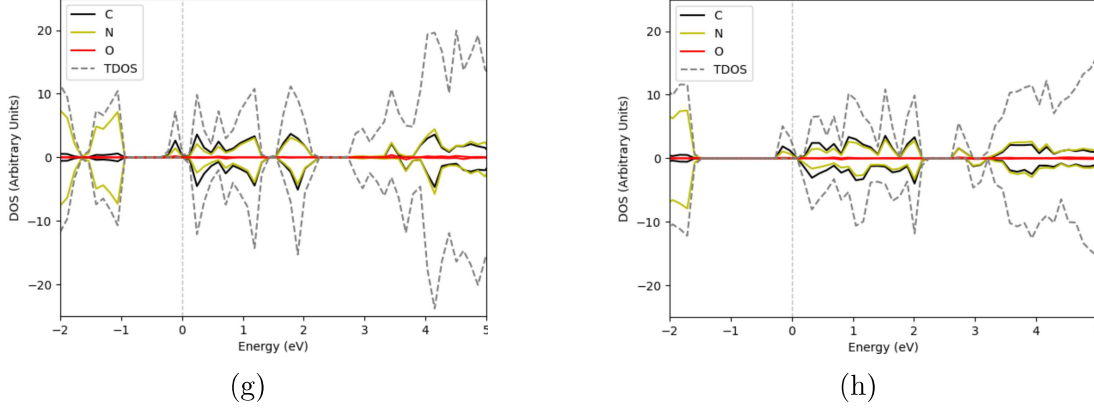 C
N
O
TDOS
20
10
0
−10
−20
DOS (Arbitrary Units)
−2 −1 0 1 2 3 4 5
Energy (eV)
(g)
C
N
O
TDOS
20
10
0
−10
−20
DOS (Arbitrary Units)
−2 −1 0 1 2 3 4
Energy (eV)
(h)